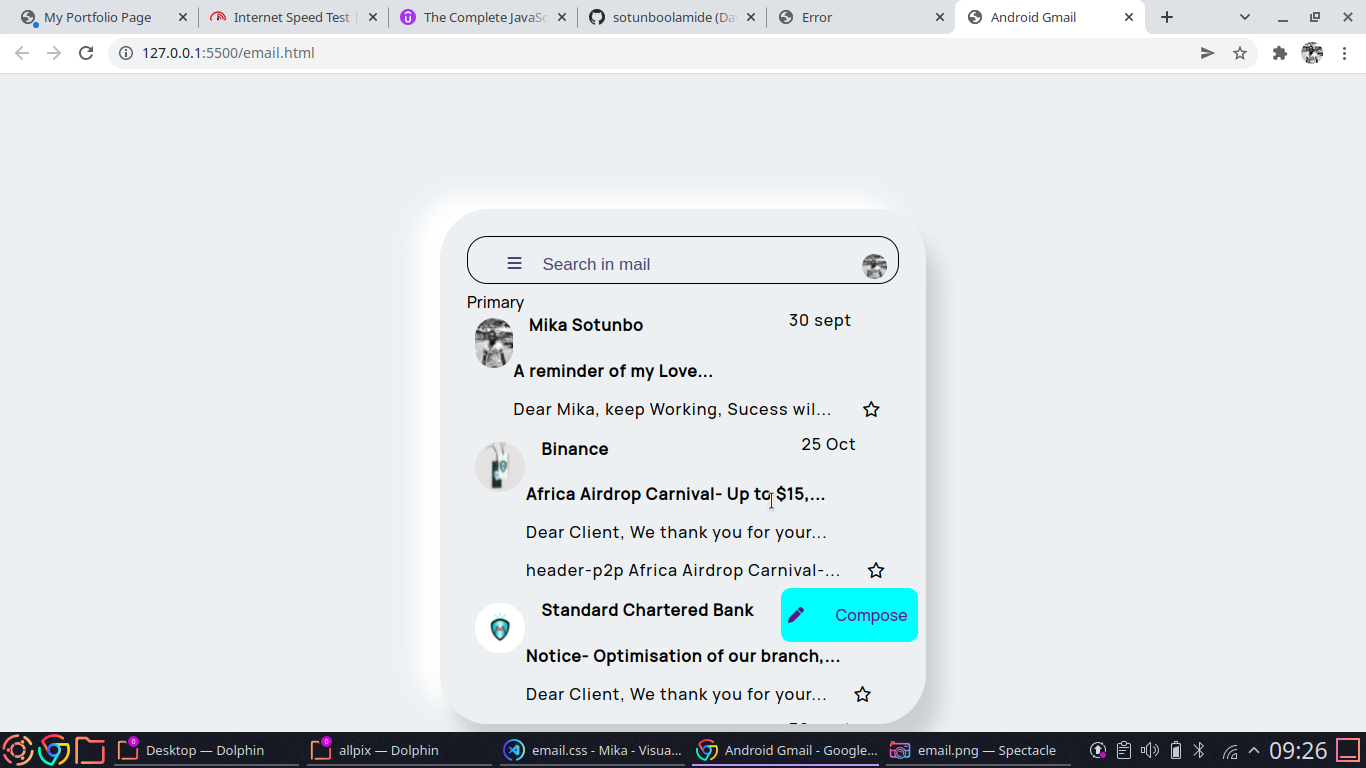 My Portfolio Page
Internet Speed Test
The Complete JavaSc
sotunboolamide (Da
Error
Android Gmail
127.0.0.1:5500/email.html
Search in mail
Primary
Mika Sotunbo
30 sept
A reminder of my Love...
Dear Mika, keep Working, Sucess wil...
Binance
25 Oct
Africa Airdrop Carnival- Up to $15,...
Dear Client, We thank you for your...
header-p2p Africa Airdrop Carnival-...
Standard Chartered Bank
Compose
Notice- Optimisation of our branch,...
Dear Client, We thank you for your...
0
Desktop — Dolphin
0
allpix — Dolphin
email.css - Mika - Visua...
Android Gmail - Google...
email.png — Spectacle
09:26